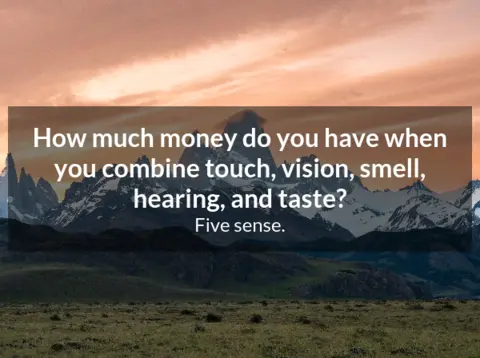 How much money do you have when
you combine touch, vision, smell,
hearing, and taste?
Five sense.